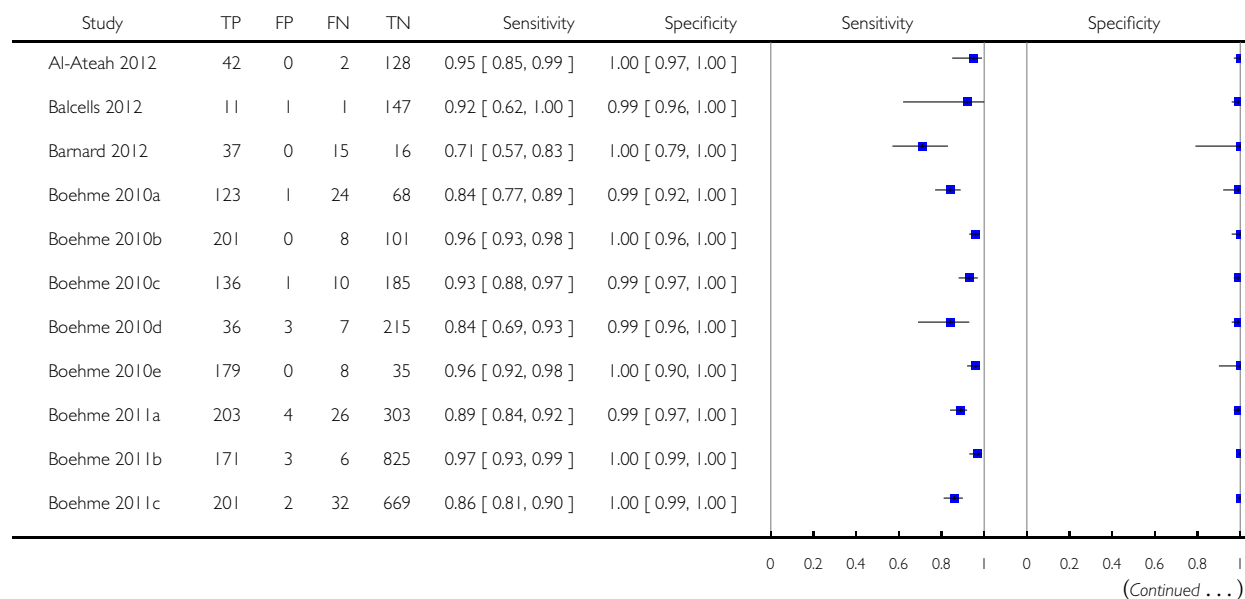 Study TP FP FN TN Sensitivity Specificity Sensitivity Specificity
Al-Ateah 2012 42 0 2 128 0.95 [ 0.85, 0.99 ] 1.00 [ 0.97, 1.00 ]
Balcells 2012 11 1 1 147 0.92 [ 0.62, 1.00 ] 0.99 [ 0.96, 1.00 ]
Barnard 2012 37 0 15 16 0.71 [ 0.57, 0.83 ] 1.00 [ 0.79, 1.00 ]
Boehme 2010a 123 1 24 68 0.84 [ 0.77, 0.89 ] 0.99 [ 0.92, 1.00 ]
Boehme 2010b 201 0 8 101 0.96 [ 0.93, 0.98 ] 1.00 [ 0.96, 1.00 ]
Boehme 2010c 136 1 10 185 0.93 [ 0.88, 0.97 ] 0.99 [ 0.97, 1.00 ]
Boehme 2010d 36 3 7 215 0.84 [ 0.69, 0.93 ] 0.99 [ 0.96, 1.00 ]
Boehme 2010e 179 0 8 35 0.96 [ 0.92, 0.98 ] 1.00 [ 0.90, 1.00 ]
Boehme 2011a 203 4 26 303 0.89 [ 0.84, 0.92 ] 0.99 [ 0.97, 1.00 ]
Boehme 2011b 171 3 6 825 0.97 [ 0.93, 0.99 ] 1.00 [ 0.99, 1.00 ]
Boehme 2011c 201 2 32 669 0.86 [ 0.81, 0.90 ] 1.00 [ 0.99, 1.00 ]
0 0.2 0.4 0.6 0.8 1 0 0.2 0.4 0.6 0.8 1
(Continued . . . )